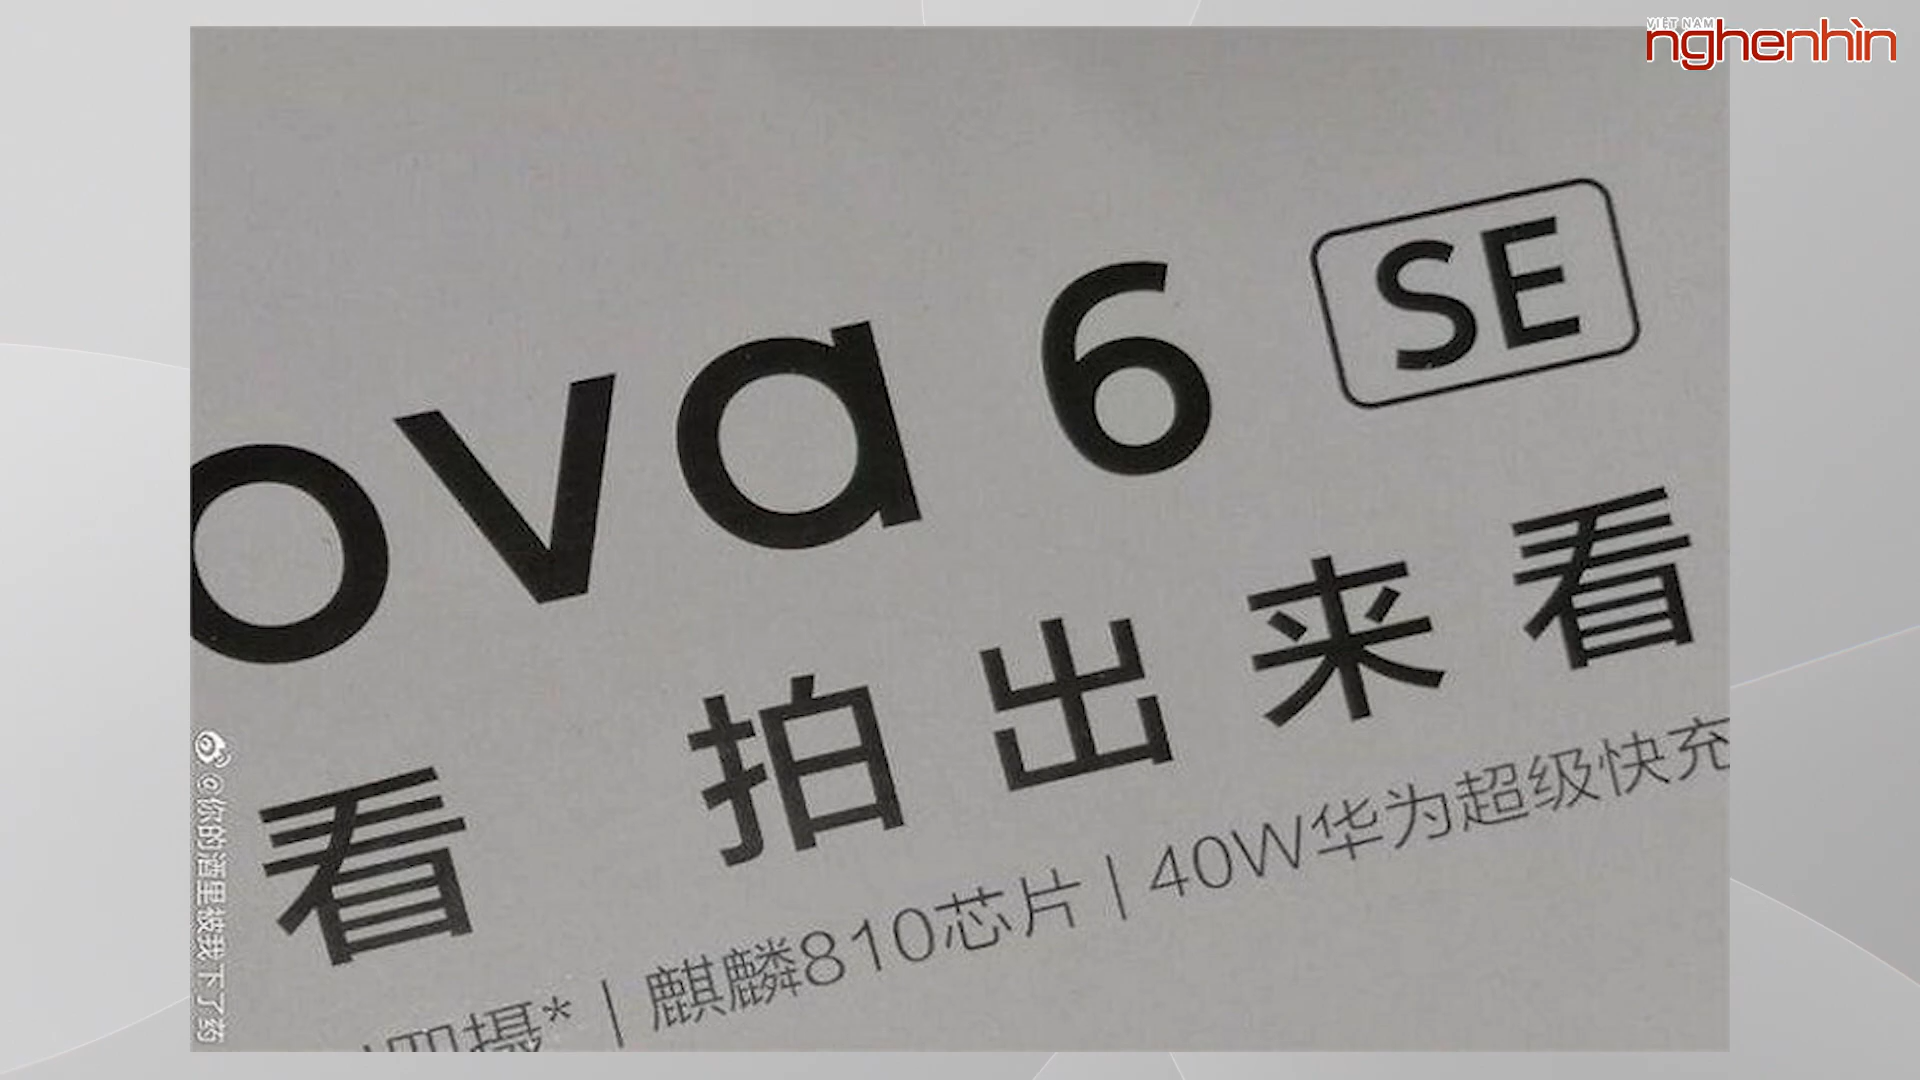 VIỆT NAM
nghenhìn
ova 6 SE
看 拍出来看
四摄* | 麒麟810芯片 | 40W华为超级快充
@你的酒里被我下了药